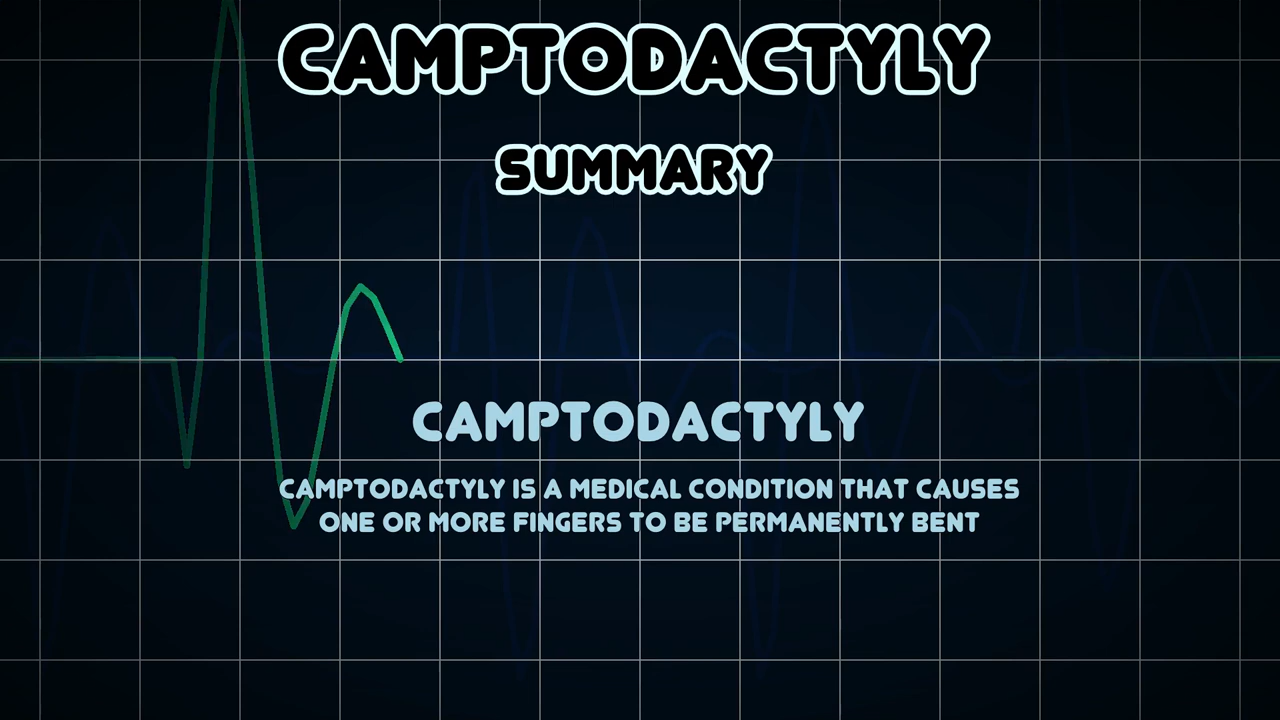 CAMPTODACTYLY
SUMMARY
CAMPTODACTYLY
CAMPTODACTYLY IS A MEDICAL CONDITION THAT CAUSES
ONE OR MORE FINGERS TO BE PERMANENTLY BENT